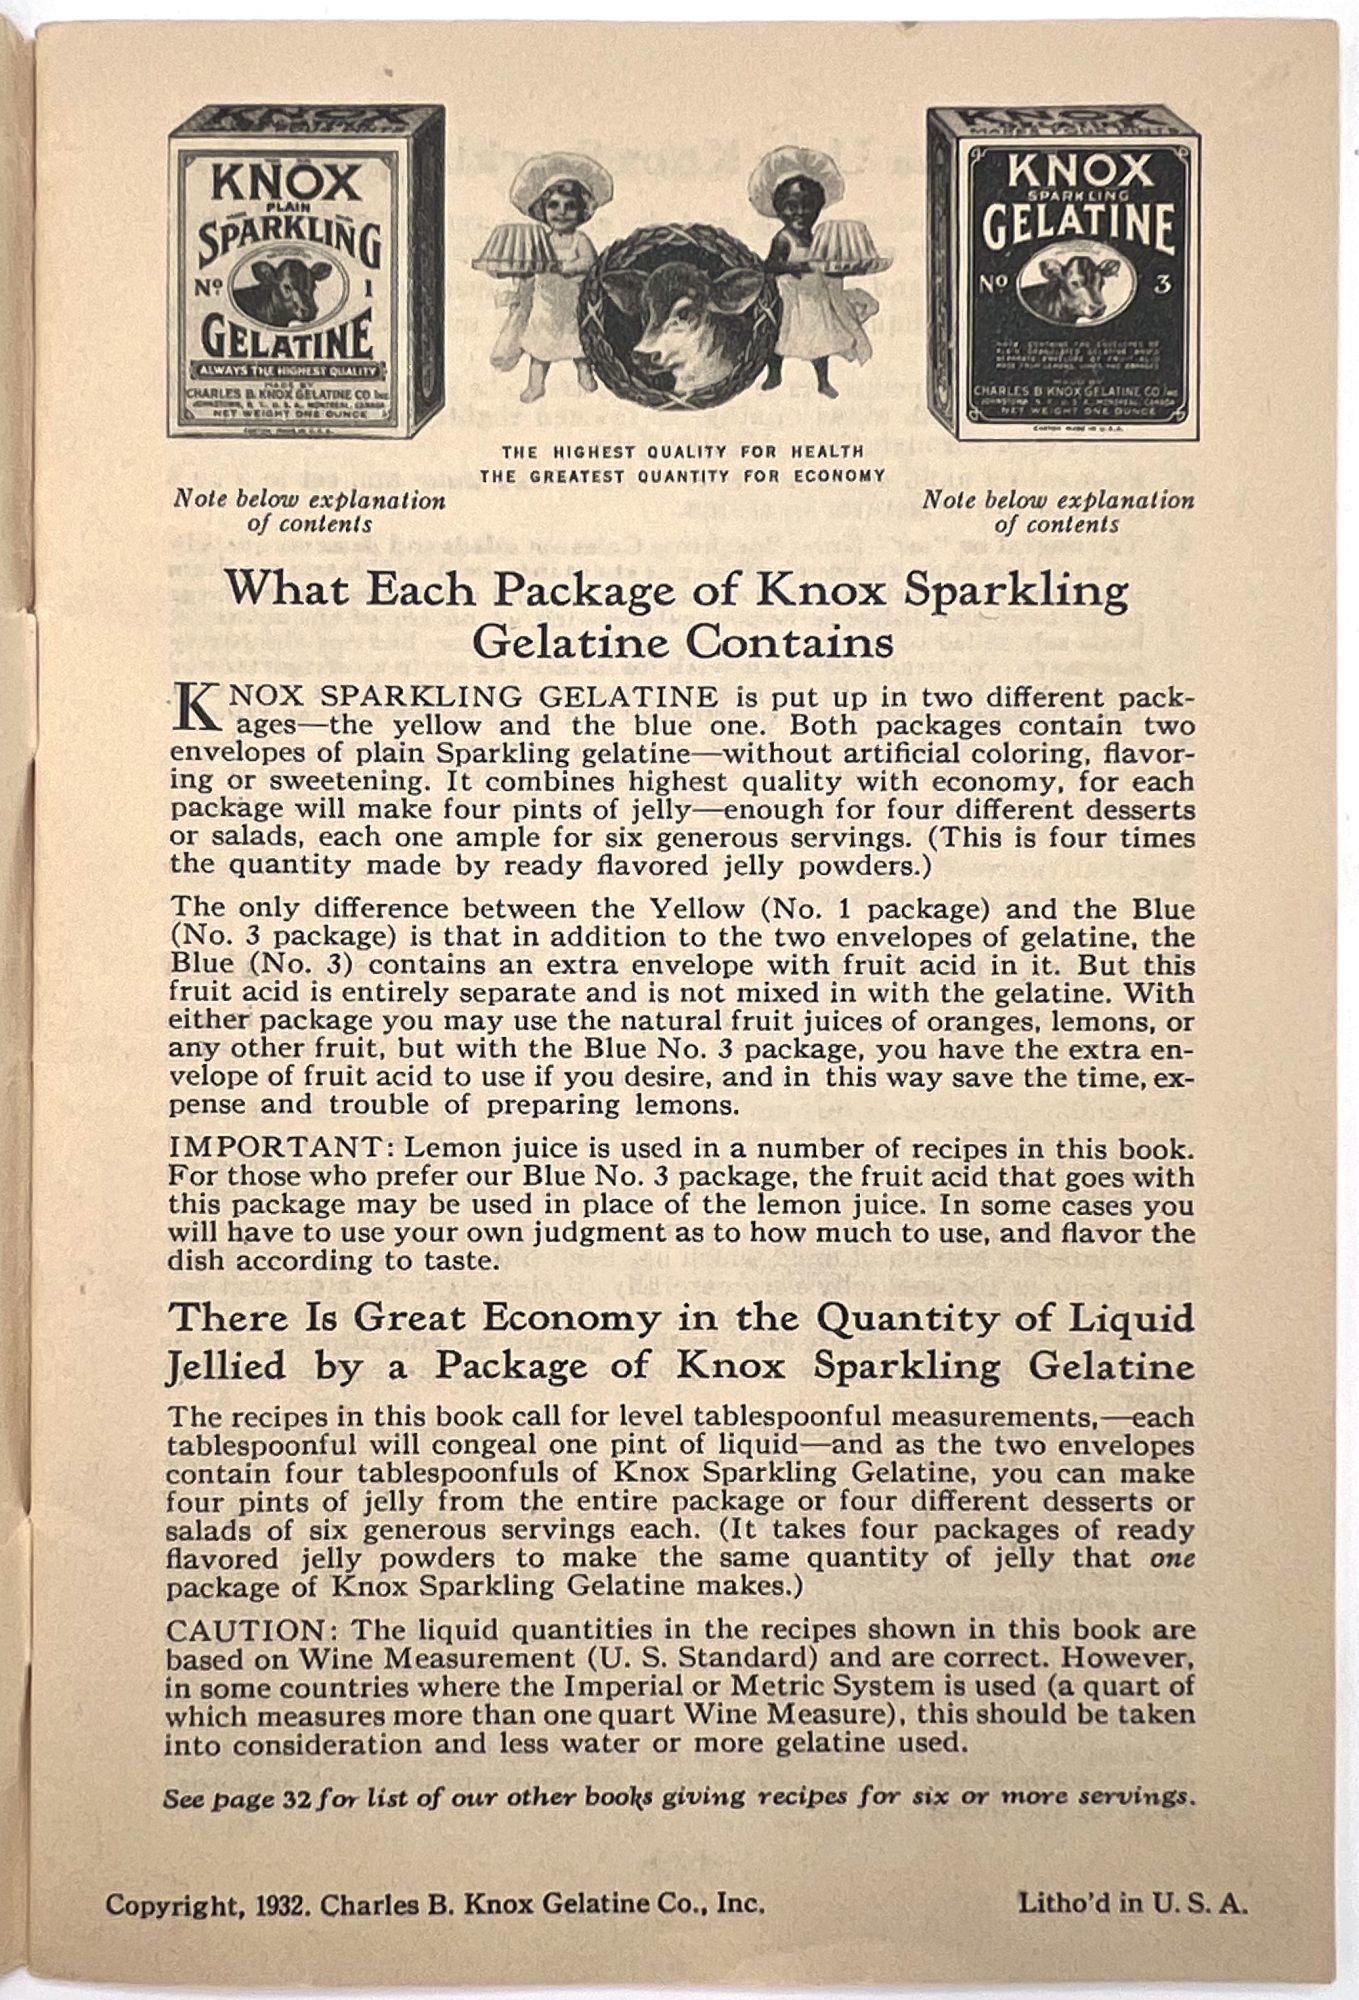 KNOX
PLAIN
SPARKLING
No. 1
GELATINE
ALWAYS THE HIGHEST QUALITY
MADE BY
CHARLES B. KNOX GELATINE CO. Inc.
JOHNSTOWN, N. Y., U. S. A. MONTREAL, CANADA
NET WEIGHT ONE OUNCE
KNOX
KNOX
SPARKLING
GELATINE
No 3
CHARLES B KNOX GELATINE CO Inc
JOHNSTOWN, N. Y. U. S. A. MONTREAL, CANADA
NET WEIGHT ONE OUNCE
THE HIGHEST QUALITY FOR HEALTH
THE GREATEST QUANTITY FOR ECONOMY
Note below explanation
of contents
Note below explanation
of contents
What Each Package of Knox Sparkling
Gelatine Contains
KNOX SPARKLING GELATINE is put up in two different pack-
ages—the yellow and the blue one. Both packages contain two
envelopes of plain Sparkling gelatine—without artificial coloring, flavor-
ing or sweetening. It combines highest quality with economy, for each
package will make four pints of jelly—enough for four different desserts
or salads, each one ample for six generous servings. (This is four times
the quantity made by ready flavored jelly powders.)
The only difference between the Yellow (No. 1 package) and the Blue
(No. 3 package) is that in addition to the two envelopes of gelatine, the
Blue (No. 3) contains an extra envelope with fruit acid in it. But this
fruit acid is entirely separate and is not mixed in with the gelatine. With
either package you may use the natural fruit juices of oranges, lemons, or
any other fruit, but with the Blue No. 3 package, you have the extra en-
velope of fruit acid to use if you desire, and in this way save the time, ex-
pense and trouble of preparing lemons.
IMPORTANT: Lemon juice is used in a number of recipes in this book.
For those who prefer our Blue No. 3 package, the fruit acid that goes with
this package may be used in place of the lemon juice. In some cases you
will have to use your own judgment as to how much to use, and flavor the
dish according to taste.
There Is Great Economy in the Quantity of Liquid
Jellied by a Package of Knox Sparkling Gelatine
The recipes in this book call for level tablespoonful measurements,—each
tablespoonful will congeal one pint of liquid—and as the two envelopes
contain four tablespoonfuls of Knox Sparkling Gelatine, you can make
four pints of jelly from the entire package or four different desserts or
salads of six generous servings each. (It takes four packages of ready
flavored jelly powders to make the same quantity of jelly that one
package of Knox Sparkling Gelatine makes.)
CAUTION: The liquid quantities in the recipes shown in this book are
based on Wine Measurement (U. S. Standard) and are correct. However,
in some countries where the Imperial or Metric System is used (a quart of
which measures more than one quart Wine Measure), this should be taken
into consideration and less water or more gelatine used.
See page 32 for list of our other books giving recipes for six or more servings.
Copyright, 1932. Charles B. Knox Gelatine Co., Inc.
Litho'd in U. S. A.